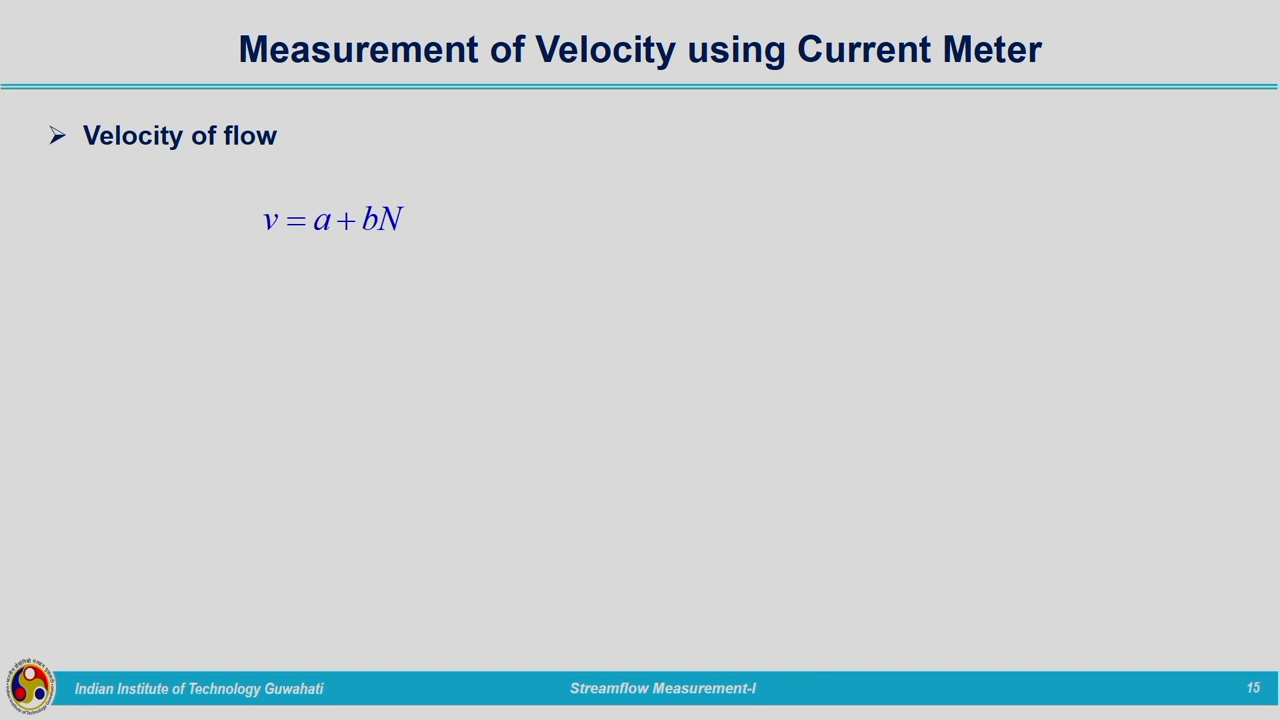 Measurement of Velocity using Current Meter
➢ Velocity of flow
v = a + bN
Indian Institute of Technology Guwahati
Streamflow Measurement-I
15